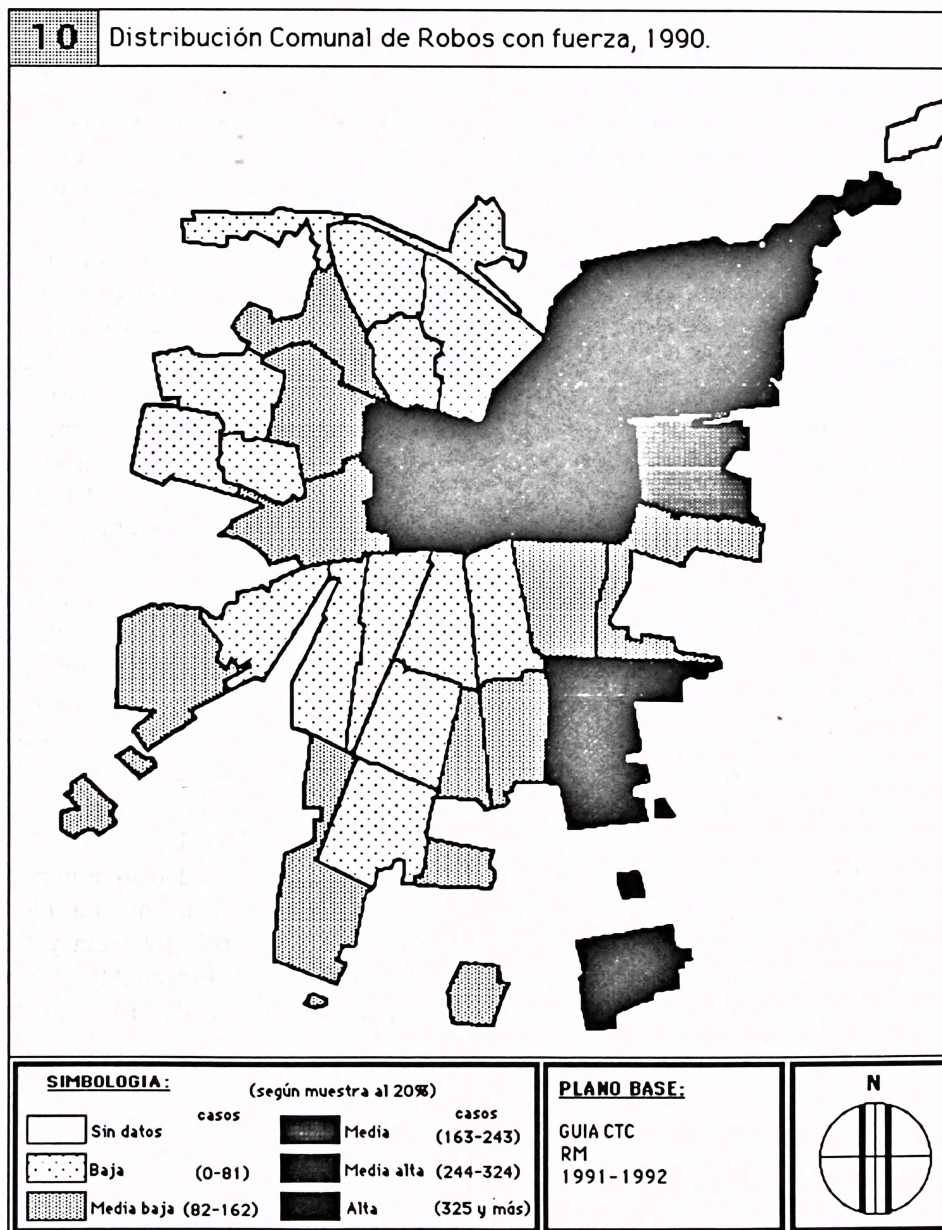 10 Distribución Comunal de Robos con fuerza, 1990.
SIMBOLOGIA:
(según muestra al 20%)
casos casos
Sin datos Media (163-243)
Baja (0-81) Media alta (244-324)
Media baja (82-162) Alta (325 y más)
PLANO BASE:
GUIA CTC
RM
1991-1992
N